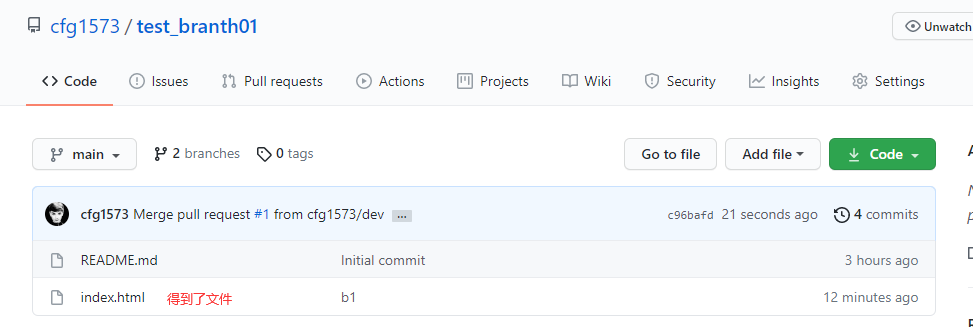 cfg1573 / test_branth01
Unwatch
Code Issues Pull requests Actions Projects Wiki Security Insights Settings
main 2 branches 0 tags Go to file Add file Code
cfg1573 Merge pull request #1 from cfg1573/dev ... c96bafd 21 seconds ago 4 commits
README.md Initial commit 3 hours ago
index.html 得到了文件 b1 12 minutes ago